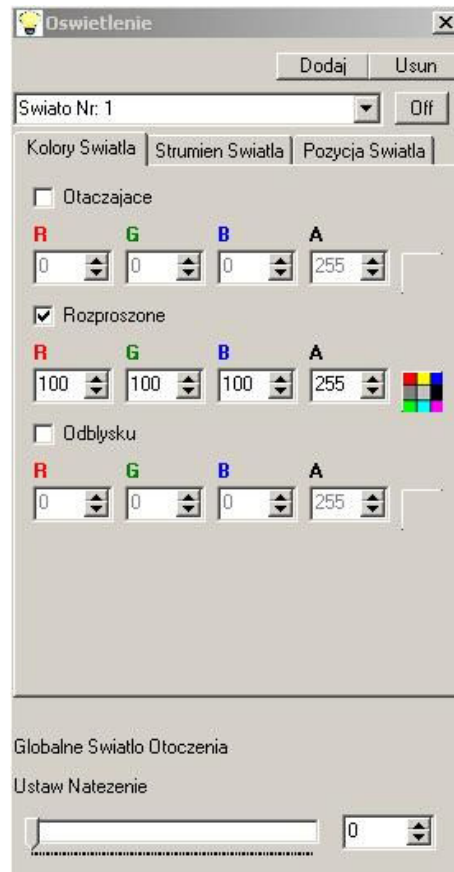 Oswietlenie
Dodaj Usun
Swiato Nr: 1 Off
Kolory Swiatla Strumien Swiatla Pozycja Swiatla
Otaczajace
R G B A
0 0 0 255
Rozproszone
R G B A
100 100 100 255
Odblysku
R G B A
0 0 0 255
Globalne Swiatlo Otoczenia
Ustaw Natezenie
0